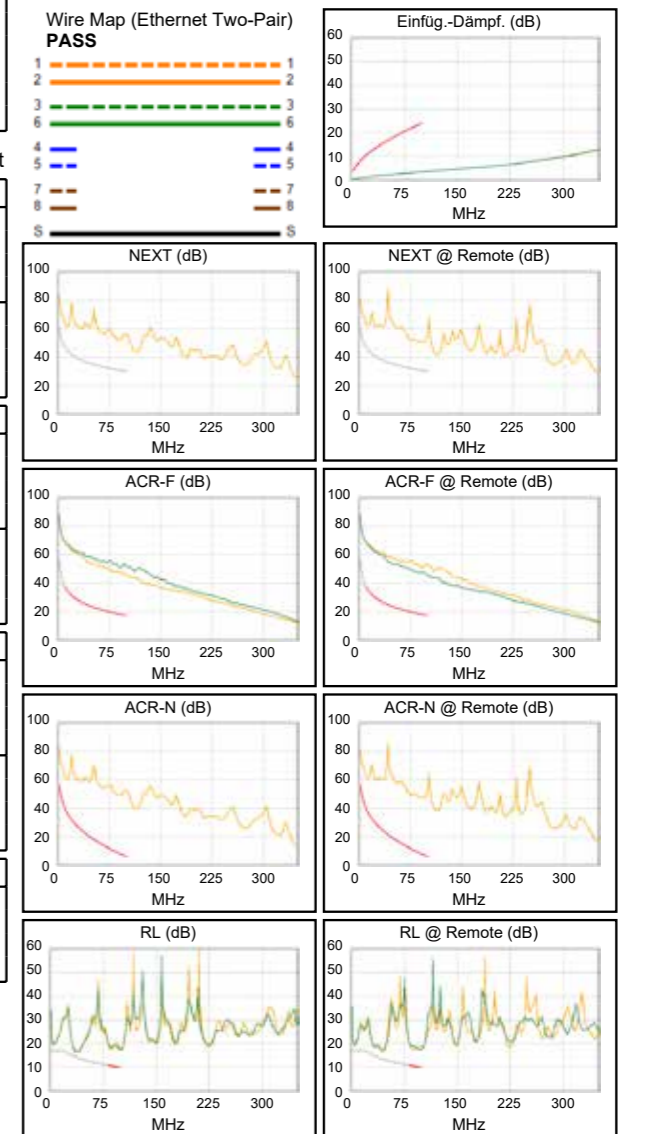 Wire Map (Ethernet Two-Pair)
PASS
1 1
2 2
3 3
6 6
4 4
5 5
7 7
8 8
S S
t
Einfüg.-Dämpf. (dB)
60
50
40
30
20
10
0
0 75 150 225 300
MHz
NEXT (dB)
100
80
60
40
20
0
0 75 150 225 300
MHz
NEXT @ Remote (dB)
100
80
60
40
20
0
0 75 150 225 300
MHz
ACR-F (dB)
100
80
60
40
20
0
0 75 150 225 300
MHz
ACR-F @ Remote (dB)
100
80
60
40
20
0
0 75 150 225 300
MHz
ACR-N (dB)
100
80
60
40
20
0
0 75 150 225 300
MHz
ACR-N @ Remote (dB)
100
80
60
40
20
0
0 75 150 225 300
MHz
RL (dB)
60
50
40
30
20
10
0
0 75 150 225 300
MHz
RL @ Remote (dB)
60
50
40
30
20
10
0
0 75 150 225 300
MHz